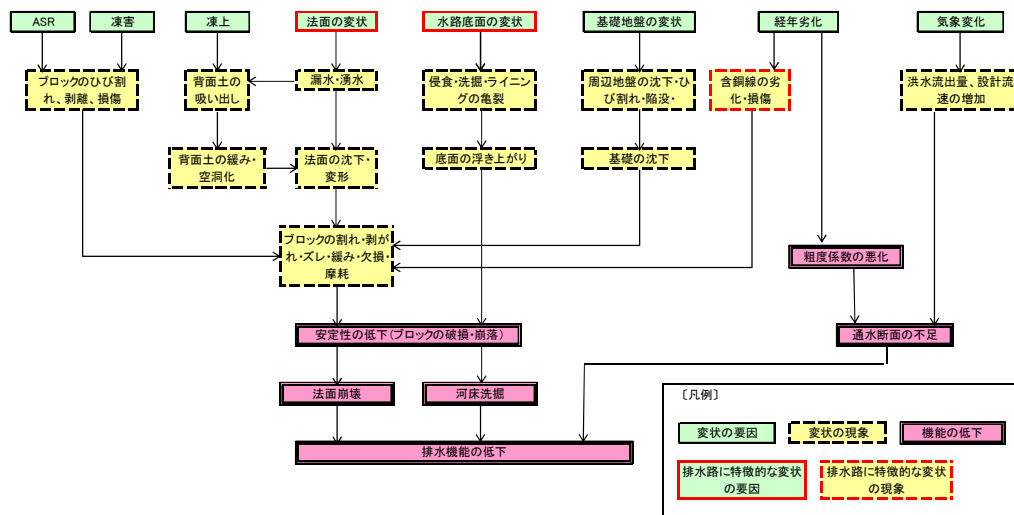 ASR
凍害
凍上
法面の変状
水路底面の変状
基礎地盤の変状
経年劣化
気象変化
ブロックのひび割
れ、剥離、損傷
背面土の
吸い出し
漏水・湧水
侵食・洗掘・ライニン
グの亀裂
周辺地盤の沈下・ひ
び割れ・陥没・
含銅線の劣
化・損傷
洪水流出量、設計流
速の増加
背面土の緩み・
空洞化
法面の沈下・
変形
底面の浮き上がり
基礎の沈下
ブロックの割れ・剥が
れ・ズレ・緩み・欠損・
摩耗
粗度係数の悪化
安定性の低下(ブロックの破損・崩落)
通水断面の不足
法面崩壊
河床洗掘
排水機能の低下
〔凡例〕
変状の要因
変状の現象
機能の低下
排水路に特徴的な変状
の要因
排水路に特徴的な変状
の現象